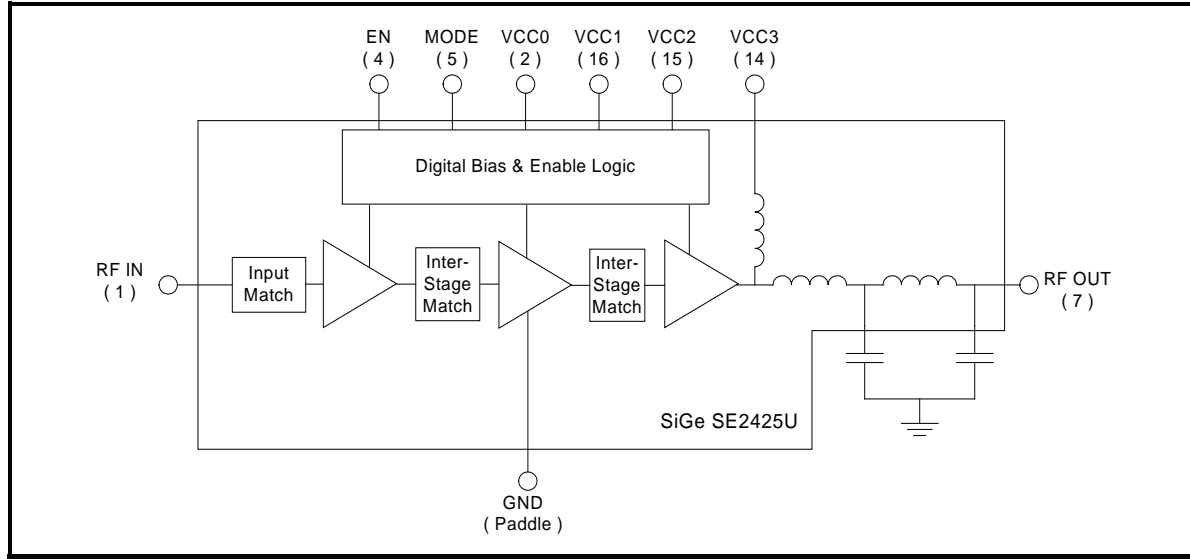 EN MODE VCC0 VCC1 VCC2 VCC3
( 4 ) ( 5 ) ( 2 ) ( 16 ) ( 15 ) ( 14 )
Digital Bias & Enable Logic
RF IN
( 1 )
Input
Match
Inter-
Stage
Match
Inter-
Stage
Match
RF OUT
( 7 )
SiGe SE2425U
GND
( Paddle )